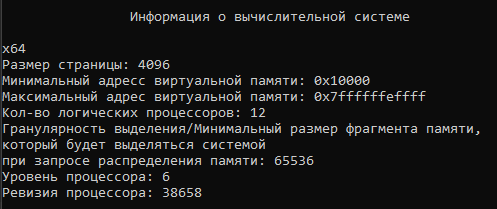 Информация о вычислительной системе
x64
Размер страницы: 4096
Минимальный адресс виртуальной памяти: 0x10000
Максимальный адрес виртуальной памяти: 0x7ffffffeffff
Кол-во логических процессоров: 12
Гранулярность выделения/Минимальный размер фрагмента памяти,
который будет выделяться системой
при запросе распределения памяти: 65536
Уровень процессора: 6
Ревизия процессора: 38658